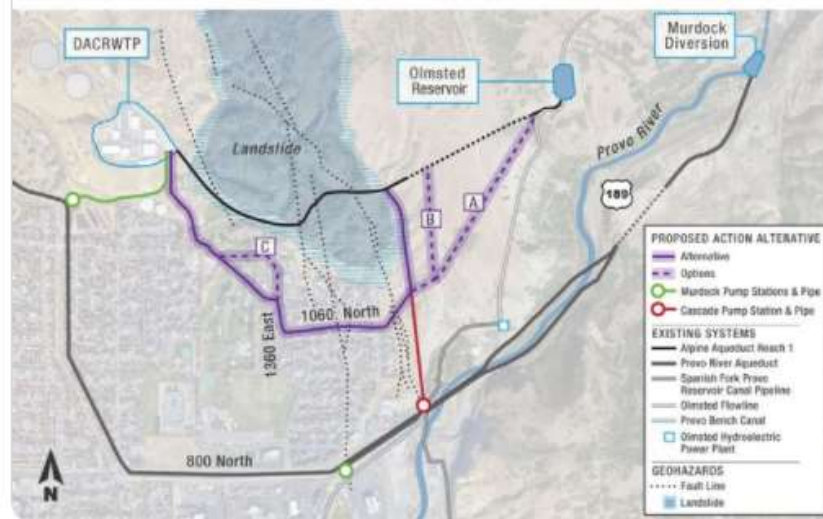 DACRWTP
Murdock
Diversion
Olmsted
Reservoir
Landslide
Provo River
189
B
A
C
1060 North
1360 East
800 North
N
PROPOSED ACTION ALTERNATIVE
Alternative
Options
Murdock Pump Stations & Pipe
Cascade Pump Station & Pipe
EXISTING SYSTEMS
Alpine Aqueduct Reach 1
Provo River Aqueduct
Spanish Fork Provo
Reservoir Canal Pipeline
Olmsted Flowline
Provo Bench Canal
Olmsted Hydroelectric
Power Plant
GEOHAZARDS
Fault Line
Landslide